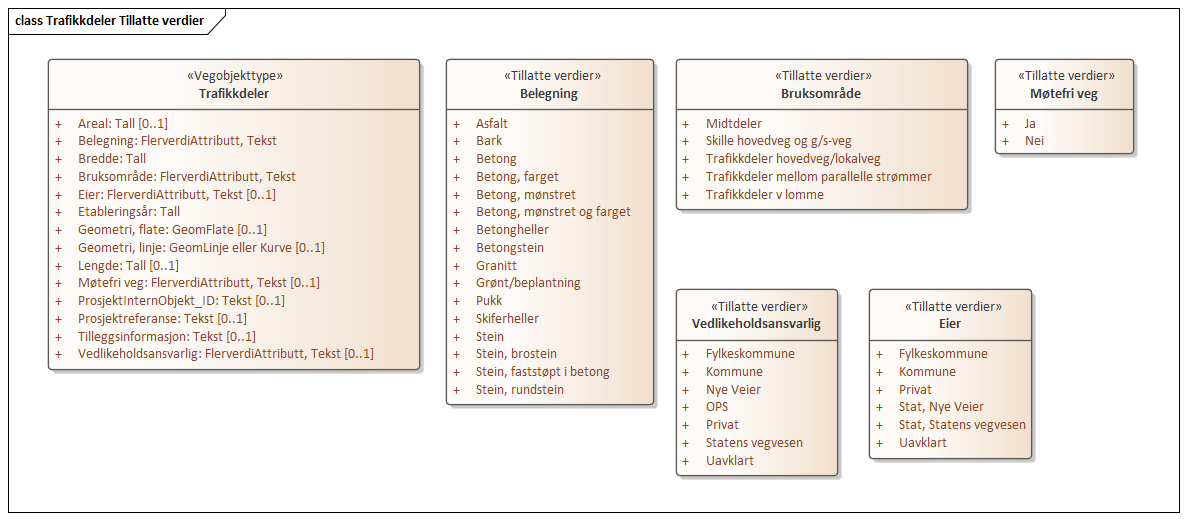 class Trafikkdeler Tillatte verdier
«Vegobjekttype»
Trafikkdeler
+ Areal: Tall [0..1]
+ Belegning: FlerverdiAttributt, Tekst
+ Bredde: Tall
+ Bruksområde: FlerverdiAttributt, Tekst
+ Eier: FlerverdiAttributt, Tekst [0..1]
+ Etableringsår: Tall
+ Geometri, flate: GeomFlate [0..1]
+ Geometri, linje: GeomLinje eller Kurve [0..1]
+ Lengde: Tall [0..1]
+ Møtefri veg: FlerverdiAttributt, Tekst [0..1]
+ ProsjektInternObjekt_ID: Tekst [0..1]
+ Prosjektreferanse: Tekst [0..1]
+ Tilleggsinformasjon: Tekst [0..1]
+ Vedlikeholdsansvarlig: FlerverdiAttributt, Tekst [0..1]
«Tillatte verdier»
Belegning
+ Asfalt
+ Bark
+ Betong
+ Betong, farget
+ Betong, mønstret
+ Betong, mønstret og farget
+ Betongheller
+ Betongstein
+ Granitt
+ Grønt/beplantning
+ Pukk
+ Skiferheller
+ Stein
+ Stein, brostein
+ Stein, faststøpt i betong
+ Stein, rundstein
«Tillatte verdier»
Bruksområde
+ Midtdeler
+ Skille hovedveg og g/s-veg
+ Trafikkdeler hovedveg/lokalveg
+ Trafikkdeler mellom parallelle strømmer
+ Trafikkdeler v lomme
«Tillatte verdier»
Møtefri veg
+ Ja
+ Nei
«Tillatte verdier»
Vedlikeholdsansvarlig
+ Fylkeskommune
+ Kommune
+ Nye Veier
+ OPS
+ Privat
+ Statens vegvesen
+ Uavklart
«Tillatte verdier»
Eier
+ Fylkeskommune
+ Kommune
+ Privat
+ Stat, Nye Veier
+ Stat, Statens vegvesen
+ Uavklart